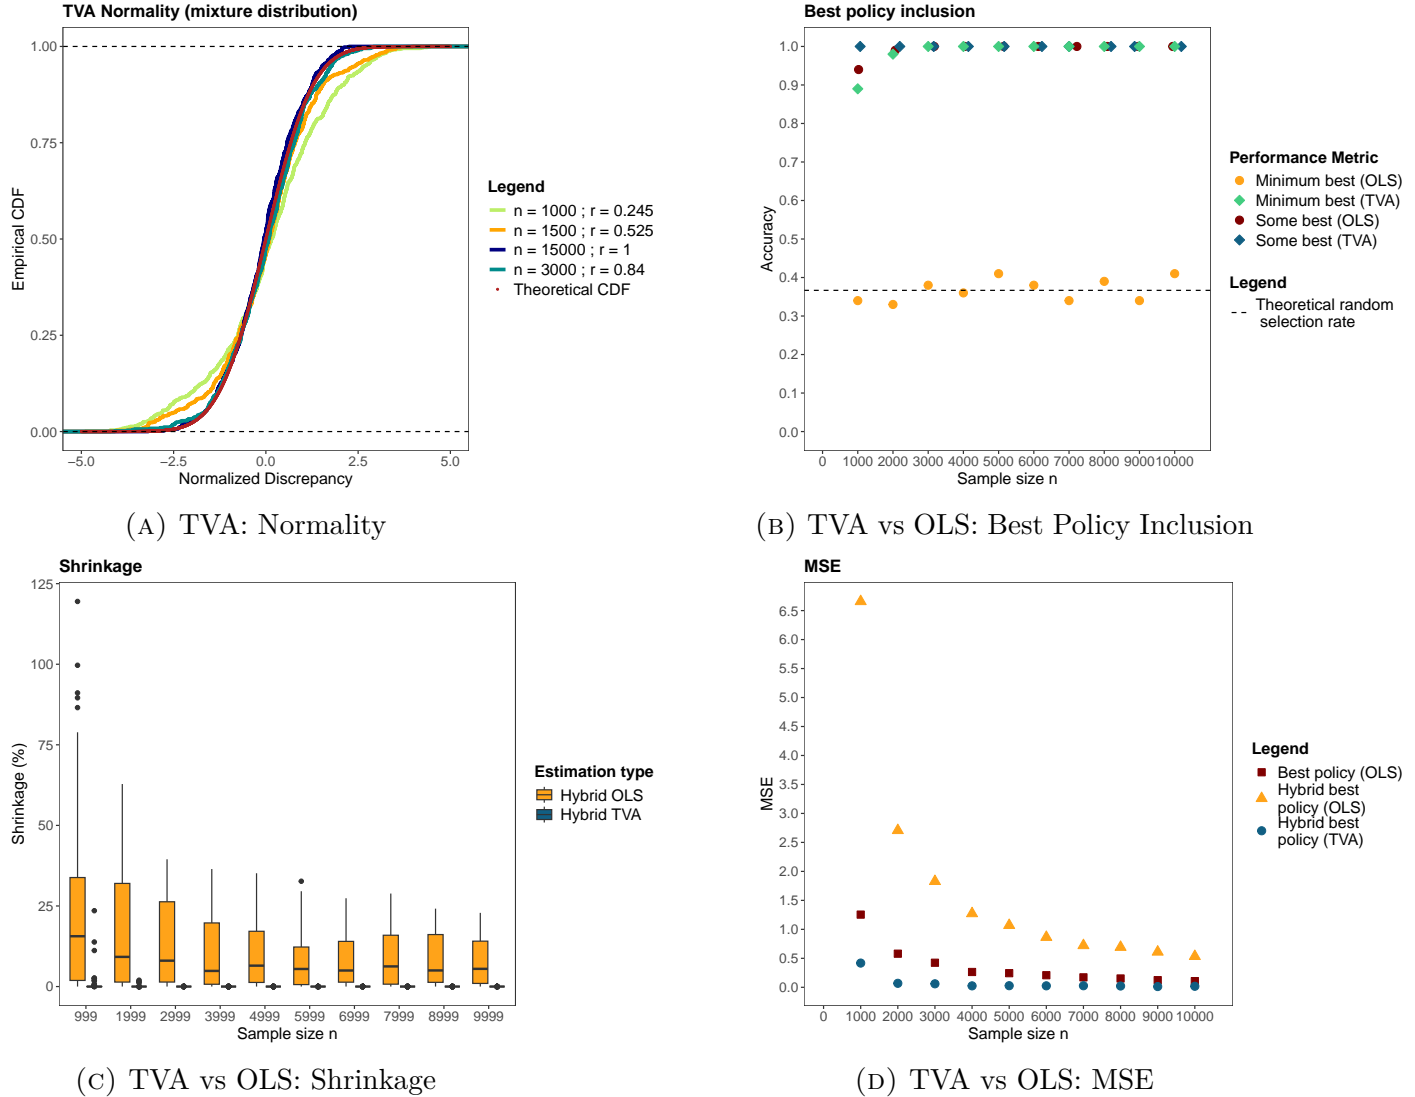 TVA Normality (mixture distribution)
1.00
0.75
0.50
0.25
0.00
Empirical CDF
−5.0 −2.5 0.0 2.5 5.0
Normalized Discrepancy
Legend
n = 1000 ; r = 0.245
n = 1500 ; r = 0.525
n = 15000 ; r = 1
n = 3000 ; r = 0.84
Theoretical CDF
(A) TVA: Normality
Best policy inclusion
1.0
0.9
0.8
0.7
0.6
0.5
0.4
0.3
0.2
0.1
0.0
Accuracy
0 1000 2000 3000 4000 5000 6000 7000 8000 9000 10000
Sample size n
Performance Metric
Minimum best (OLS)
Minimum best (TVA)
Some best (OLS)
Some best (TVA)
Legend
Theoretical random
selection rate
(B) TVA vs OLS: Best Policy Inclusion
Shrinkage
125
100
75
50
25
0
Shrinkage (%)
999 1999 2999 3999 4999 5999 6999 7999 8999 9999
Sample size n
Estimation type
Hybrid OLS
Hybrid TVA
(C) TVA vs OLS: Shrinkage
MSE
6.5
6.0
5.5
5.0
4.5
4.0
3.5
3.0
2.5
2.0
1.5
1.0
0.5
0.0
MSE
0 1000 2000 3000 4000 5000 6000 7000 8000 9000 10000
Sample size n
Legend
Best policy (OLS)
Hybrid best
policy (OLS)
Hybrid best
policy (TVA)
(D) TVA vs OLS: MSE